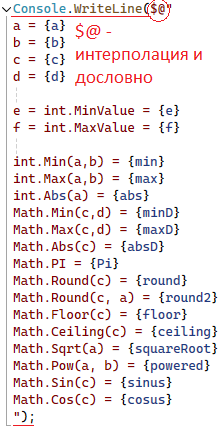 Console.WriteLine($@"
a = {a}
b = {b}
c = {c}
d = {d}
$@ -
интерполация и
дословно
e = int.MinValue = {e}
f = int.MaxValue = {f}
int.Min(a,b) = {min}
int.Max(a,b) = {max}
int.Abs(a) = {abs}
Math.Min(c,d) = {minD}
Math.Max(c,d) = {maxD}
Math.Abs(c) = {absD}
Math.PI = {Pi}
Math.Round(c) = {round}
Math.Round(c, a) = {round2}
Math.Floor(c) = {floor}
Math.Ceiling(c) = {ceiling}
Math.Sqrt(a) = {squareRoot}
Math.Pow(a, b) = {powered}
Math.Sin(c) = {sinus}
Math.Cos(c) = {cosus}
");